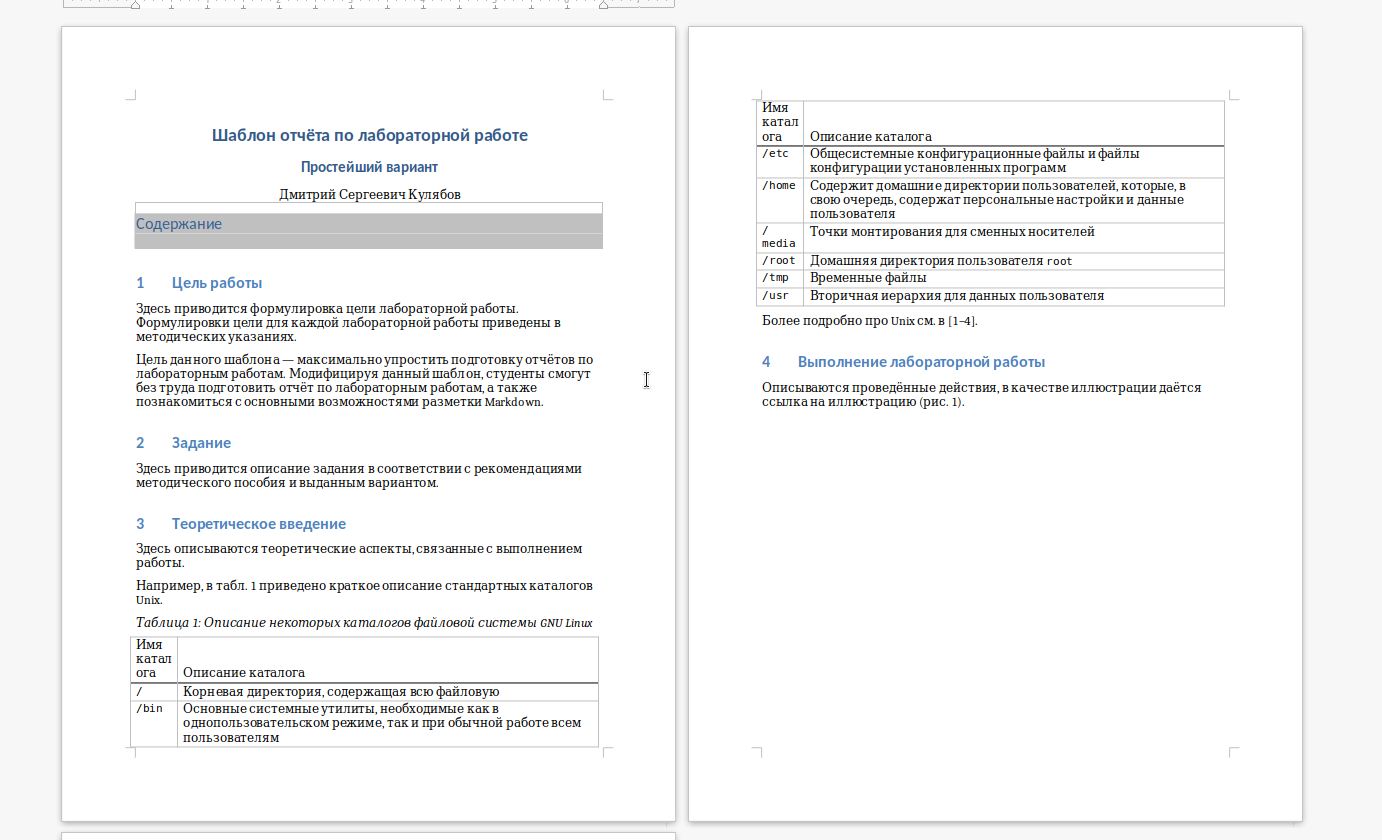 Шаблон отчёта по лабораторной работе
Простейший вариант
Дмитрий Сергеевич Кулябов
Содержание
1 Цель работы
Здесь приводится формулировка цели лабораторной работы.
Формулировки цели для каждой лабораторной работы приведены в
методических указаниях.
Цель данного шаблона — максимально упростить подготовку отчётов по
лабораторным работам. Модифицируя данный шаблон, студенты смогут
без труда подготовить отчёт по лабораторным работам, а также
познакомиться с основными возможностями разметки Markdown.
2 Задание
Здесь приводится описание задания в соответствии с рекомендациями
методического пособия и выданным вариантом.
3 Теоретическое введение
Здесь описываются теоретические аспекты, связанные с выполнением
работы.
Например, в табл. 1 приведено краткое описание стандартных каталогов
Unix.
Таблица 1: Описание некоторых каталогов файловой системы GNU Linux
Имя
катал
ога Описание каталога
/ Корневая директория, содержащая всю файловую
/bin Основные системные утилиты, необходимые как в
однопользовательском режиме, так и при обычной работе всем
пользователям
Имя
катал
ога Описание каталога
/etc Общесистемные конфигурационные файлы и файлы
конфигурации установленных программ
/home Содержит домашние директории пользователей, которые, в
свою очередь, содержат персональные настройки и данные
пользователя
/ Точки монтирования для сменных носителей
media
/root Домашняя директория пользователя root
/tmp Временные файлы
/usr Вторичная иерархия для данных пользователя
Более подробно про Unix см. в [1–4].
4 Выполнение лабораторной работы
Описываются проведённые действия, в качестве иллюстрации даётся
ссылка на иллюстрацию (рис. 1).